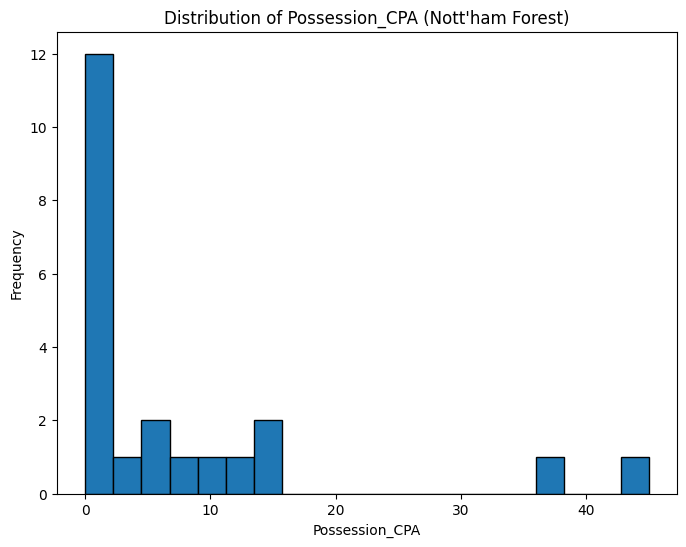 Distribution of Possession_CPA (Nott'ham Forest)
12
10
8
6
4
2
0
Frequency
0 10 20 30 40
Possession_CPA